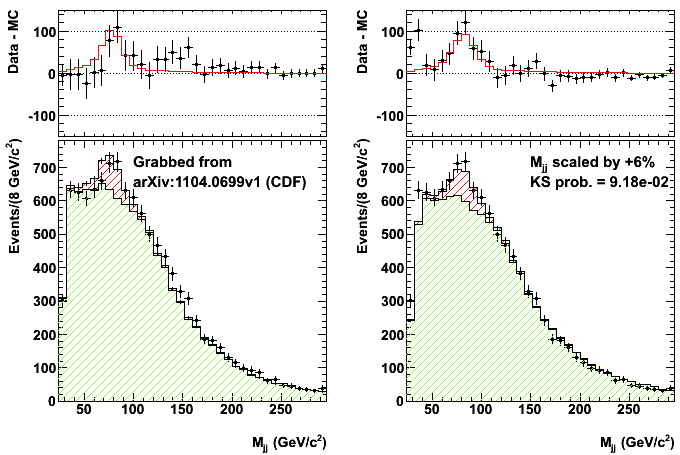 Data - MC
100
0
-100
Events/(8 GeV/c²)
700
600
500
400
300
200
100
0
Grabbed from
arXiv:1104.0699v1 (CDF)
50 100 150 200 250
Mjj (GeV/c²)
Data - MC
100
0
-100
Events/(8 GeV/c²)
700
600
500
400
300
200
100
0
Mjj scaled by +6%
KS prob. = 9.18e-02
50 100 150 200 250
Mjj (GeV/c²)